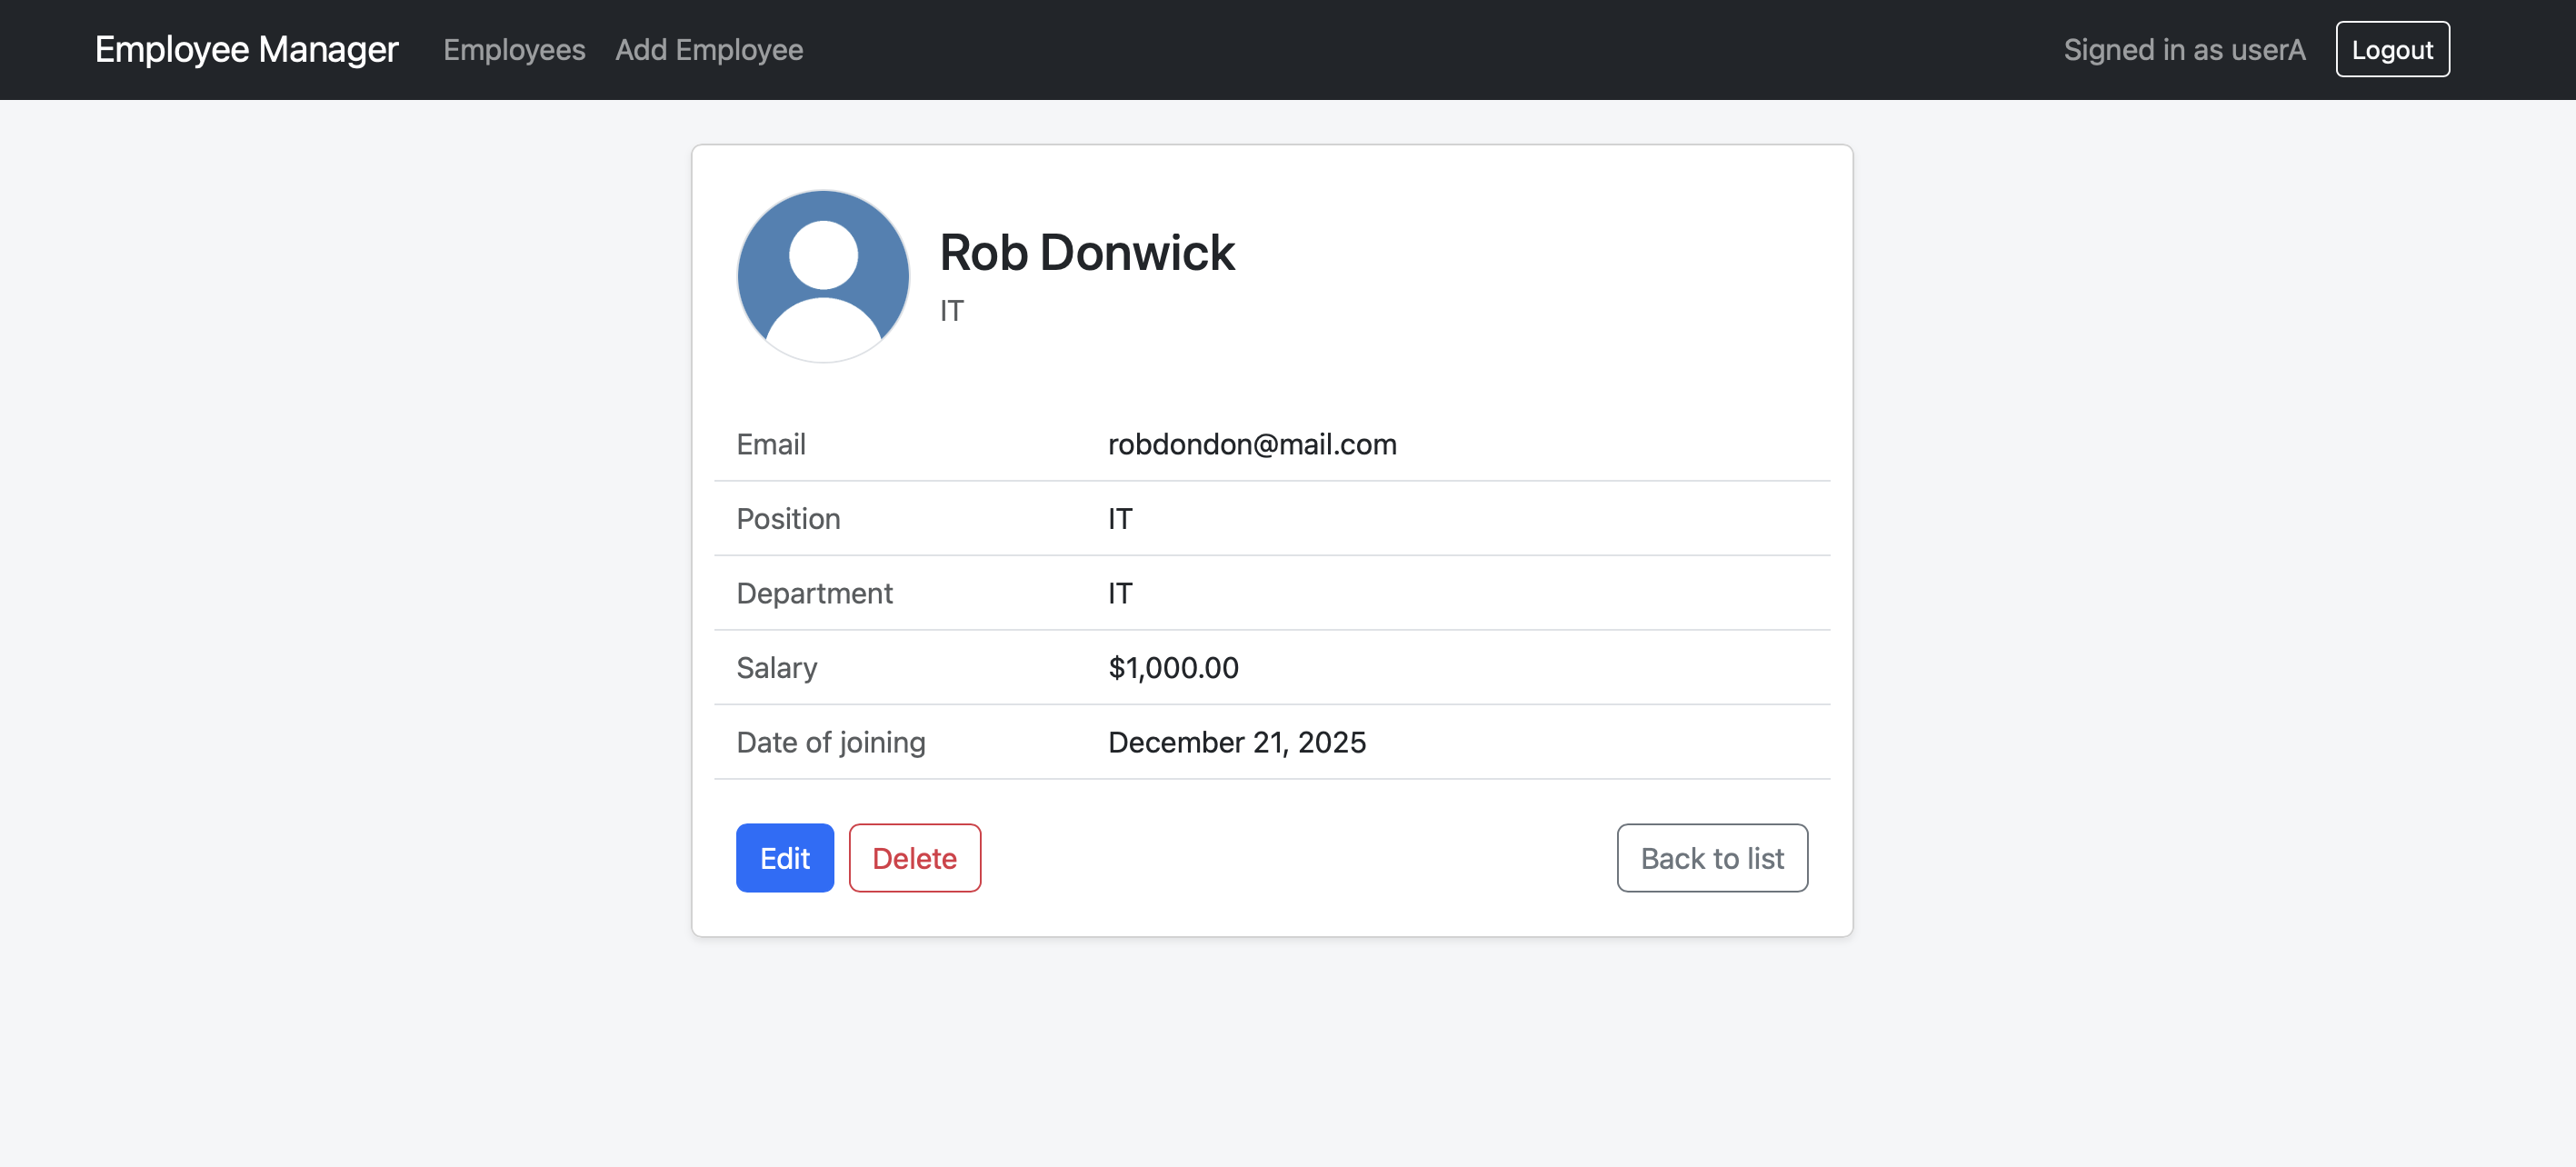 Employee Manager Employees Add Employee Signed in as userA Logout
Rob Donwick
IT
Email robdondon@mail.com
Position IT
Department IT
Salary $1,000.00
Date of joining December 21, 2025
Edit Delete Back to list